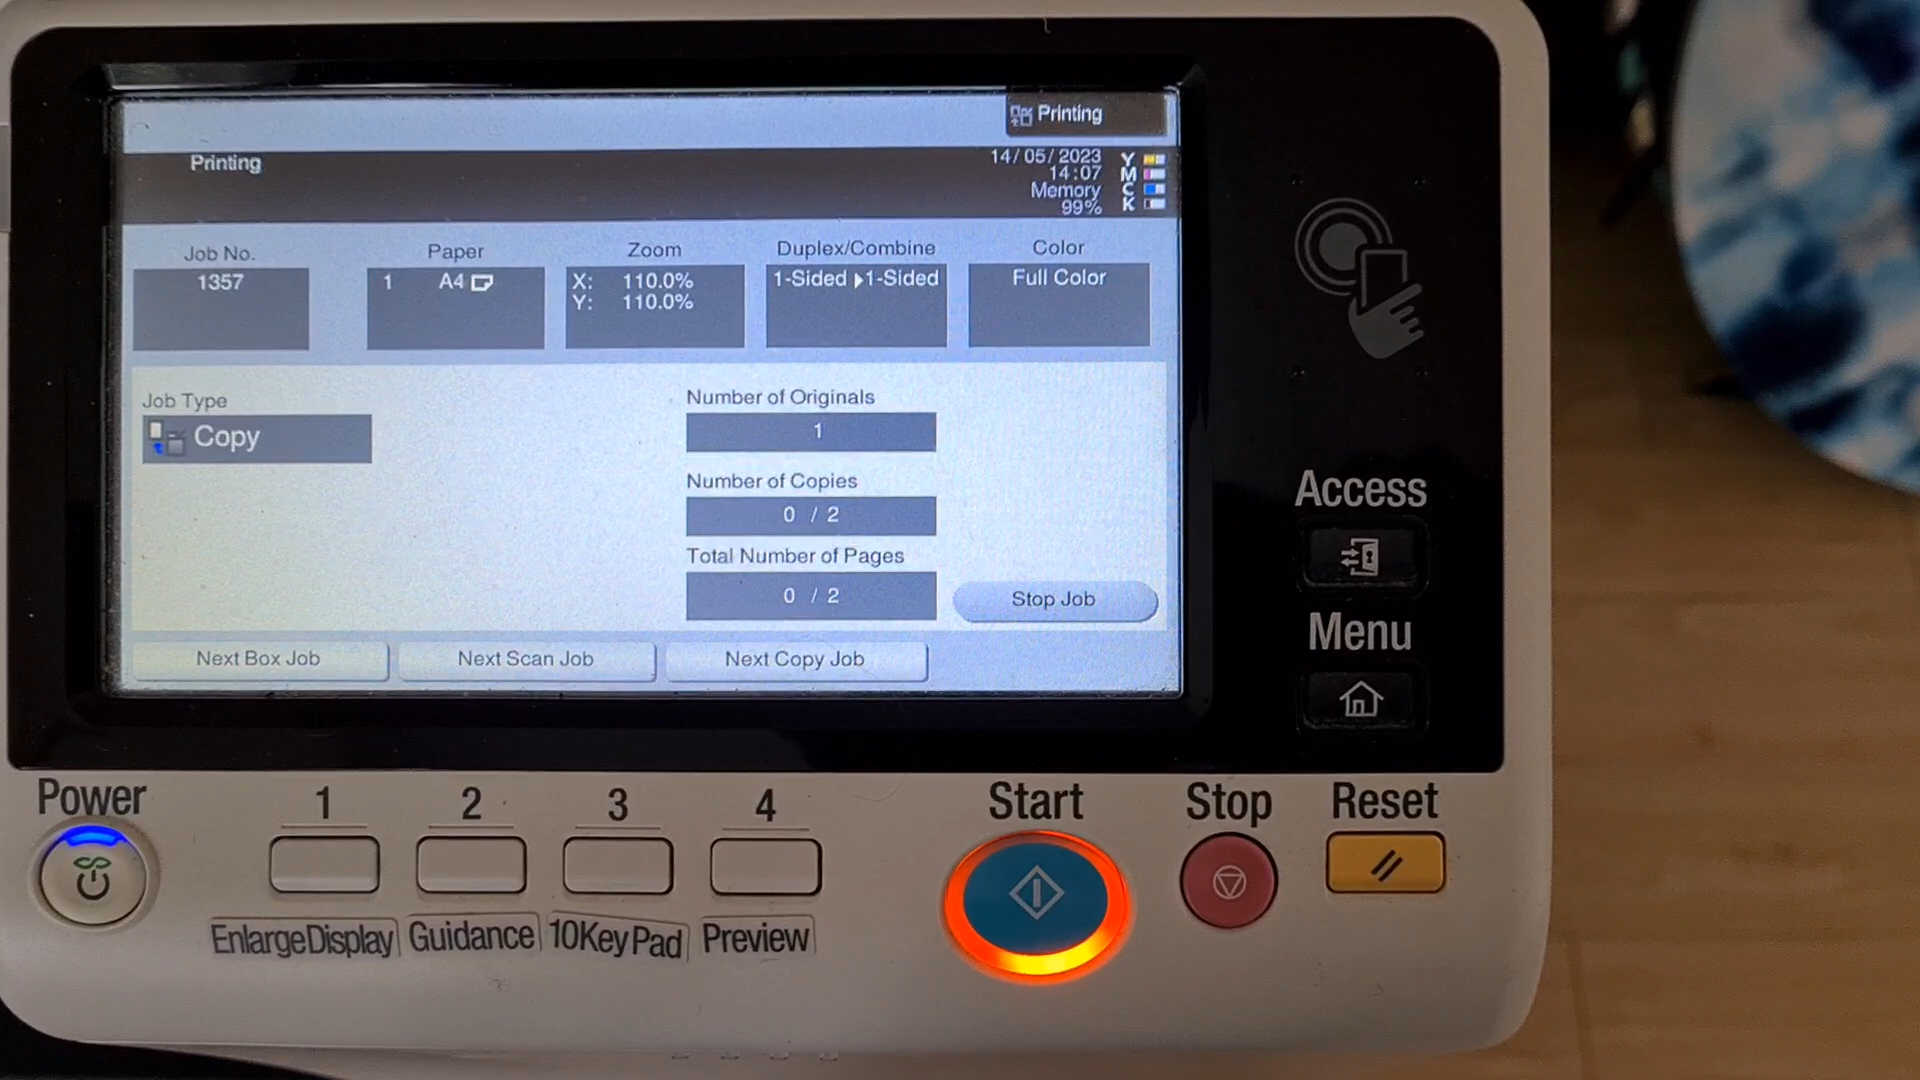 Printing
Printing
14/05/2023
14:07
Memory
99%
Y
M
C
K
Job No.
1357
Paper
1 A4
Zoom
X: 110.0%
Y: 110.0%
Duplex/Combine
1-Sided ▶1-Sided
Color
Full Color
Job Type
Copy
Number of Originals
1
Number of Copies
0 / 2
Total Number of Pages
0 / 2
Stop Job
Next Box Job
Next Scan Job
Next Copy Job
Access
Menu
Power
1
2
3
4
Start
Stop
Reset
EnlargeDisplay
Guidance
10KeyPad
Preview